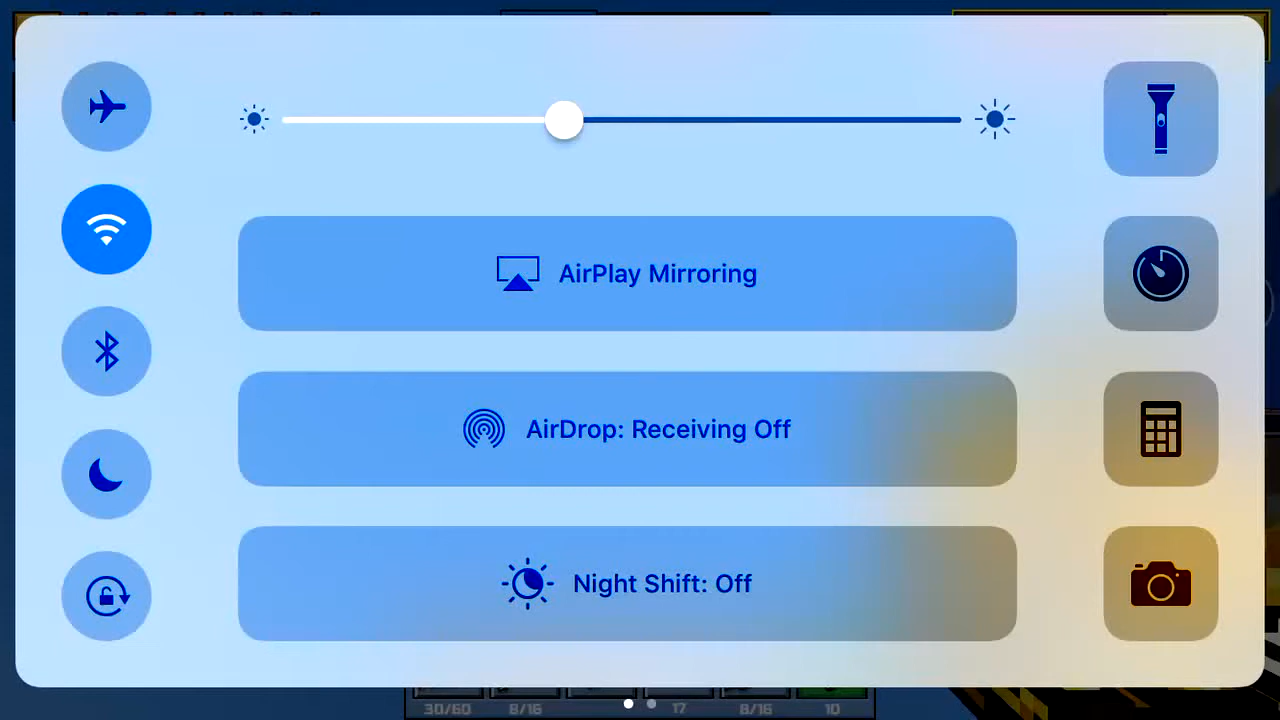 AirPlay Mirroring
AirDrop: Receiving Off
Night Shift: Off
30/60 8/16 17 8/16 10